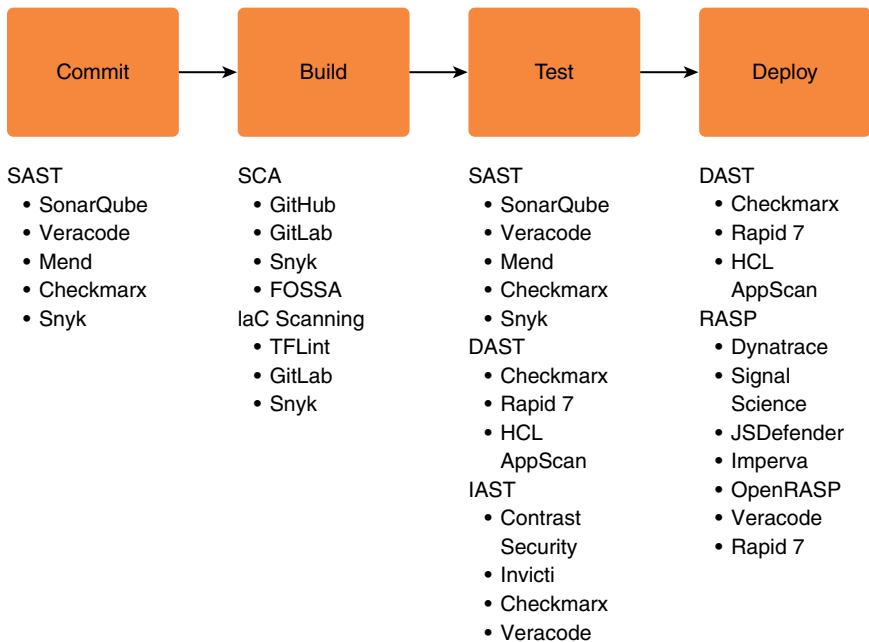 Commit
Build
Test
Deploy
SAST
• SonarQube
• Veracode
• Mend
• Checkmarx
• Snyk
SCA
• GitHub
• GitLab
• Snyk
• FOSSA
IaC Scanning
• TFLint
• GitLab
• Snyk
SAST
• SonarQube
• Veracode
• Mend
• Checkmarx
• Snyk
DAST
• Checkmarx
• Rapid 7
• HCL
AppScan
IAST
• Contrast
Security
• Invicti
• Checkmarx
• Veracode
DAST
• Checkmarx
• Rapid 7
• HCL
AppScan
RASP
• Dynatrace
• Signal
Science
• JSDefender
• Imperva
• OpenRASP
• Veracode
• Rapid 7